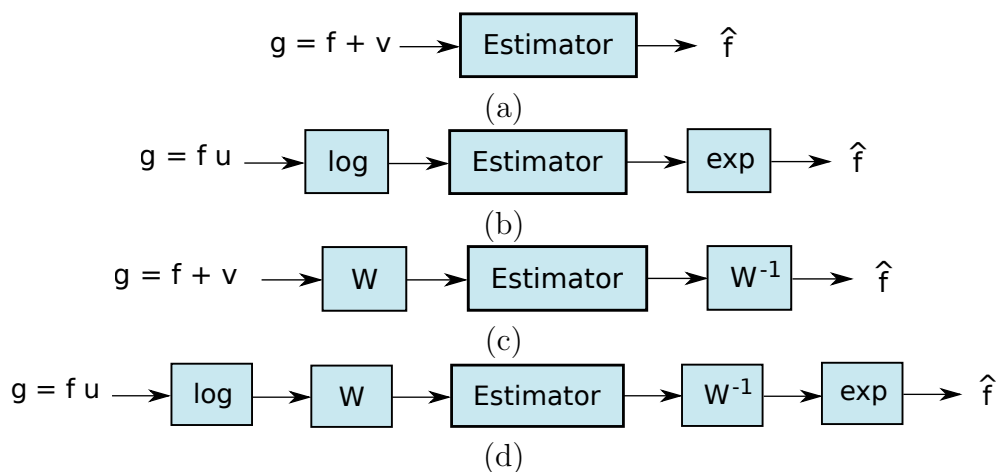 g = f + v Estimator f̂
(a)
g = f u log Estimator exp f̂
(b)
g = f + v W Estimator W⁻¹ f̂
(c)
g = f u log W Estimator W⁻¹ exp f̂
(d)